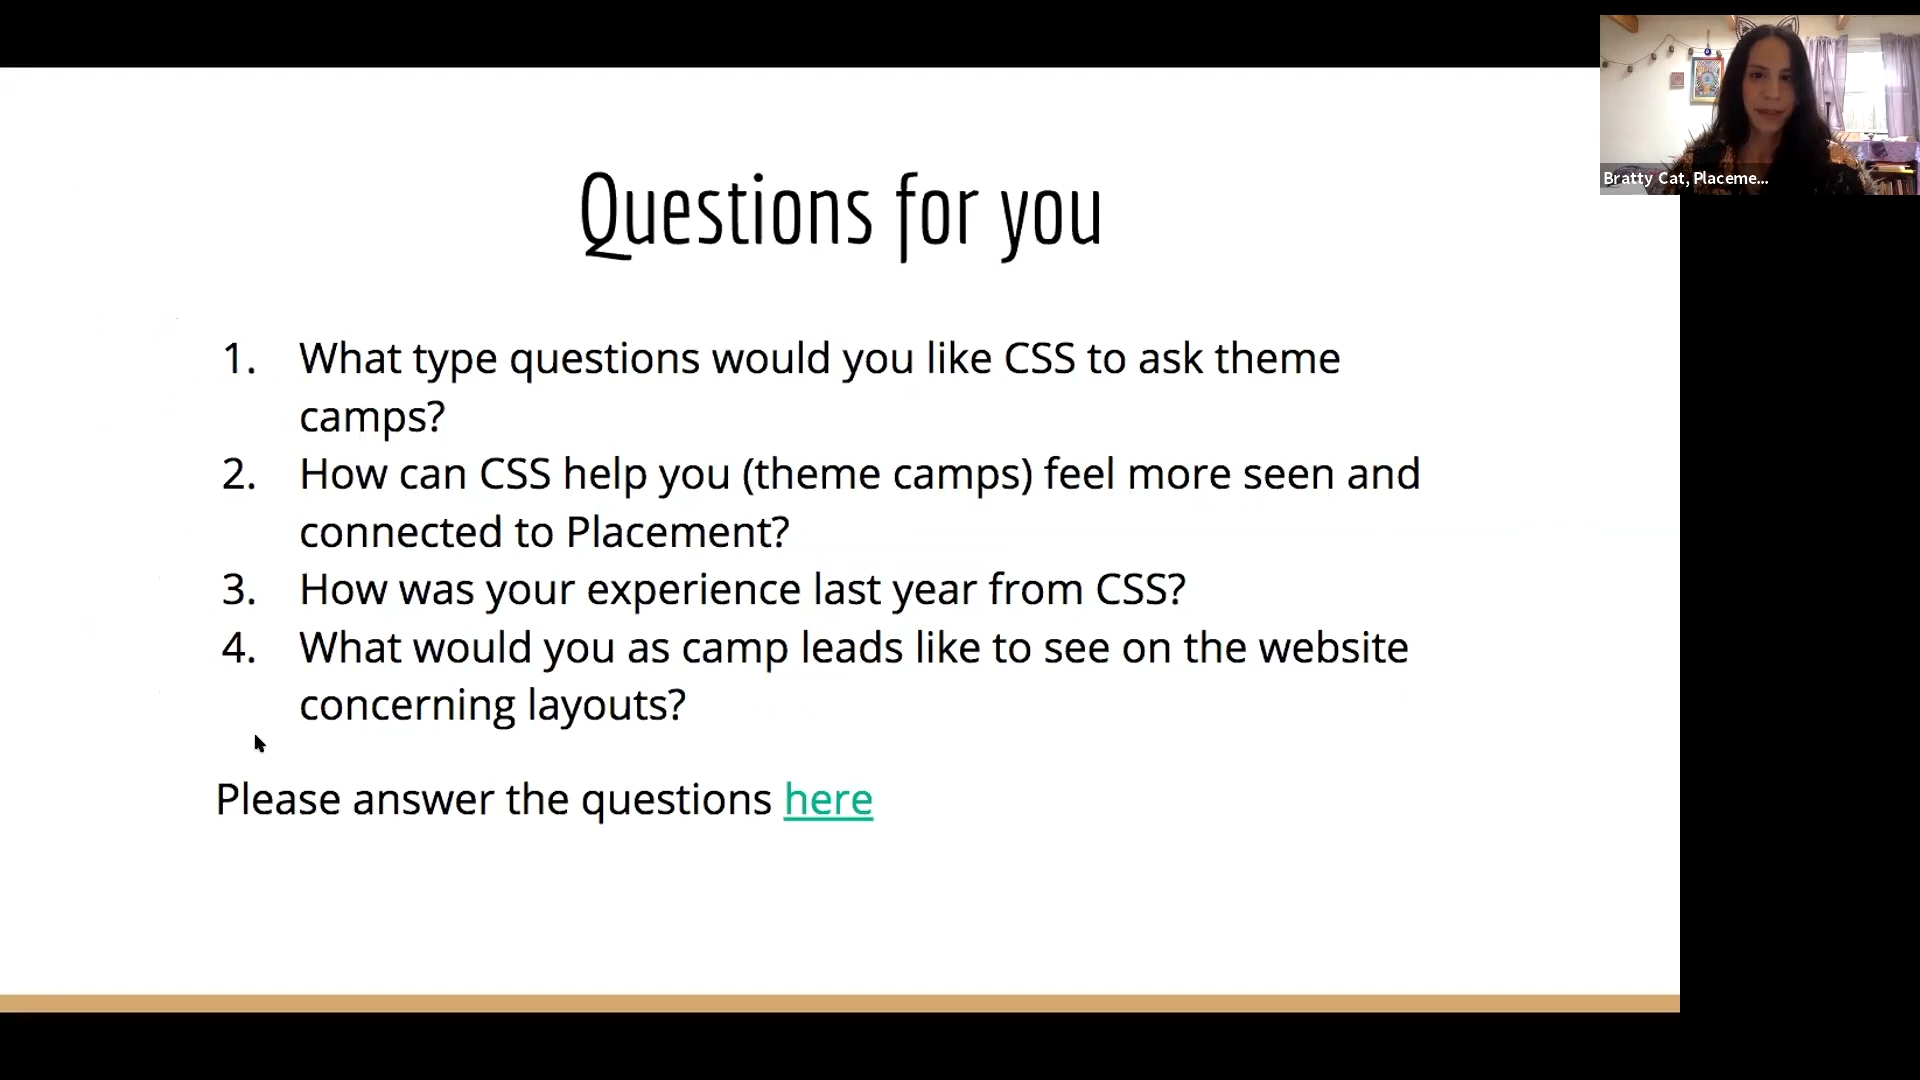 Questions for you
1. What type questions would you like CSS to ask theme
camps?
2. How can CSS help you (theme camps) feel more seen and
connected to Placement?
3. How was your experience last year from CSS?
4. What would you as camp leads like to see on the website
concerning layouts?
Please answer the questions here
Bratty Cat, Placeme...